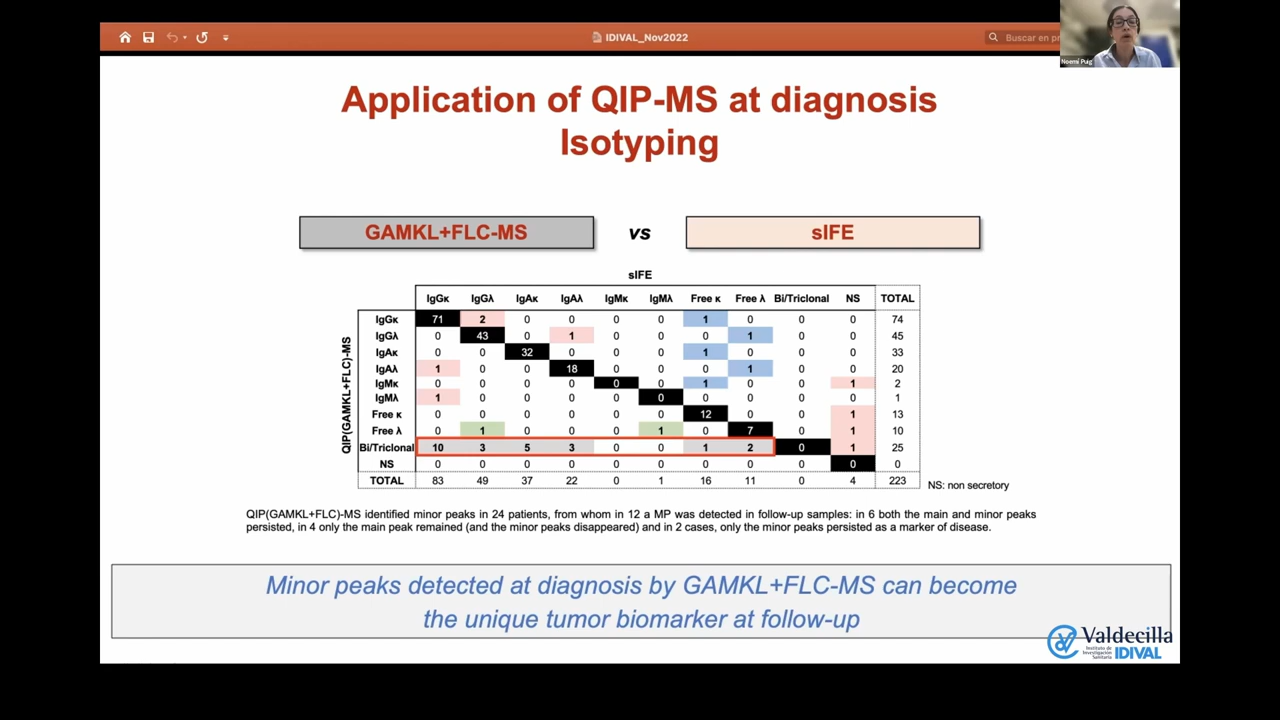 IDIVAL_Nov2022
Buscar en pr
Noemí Puig
Application of QIP-MS at diagnosis
Isotyping
GAMKL+FLC-MS vs sIFE
sIFE
IgGκ IgGλ IgAκ IgAλ IgMκ IgMλ Free κ Free λ Bi/Triclonal NS TOTAL
QIP(GAMKL+FLC)-MS
IgGκ 71 2 0 0 0 0 1 0 0 0 74
IgGλ 0 43 0 1 0 0 0 1 0 0 45
IgAκ 0 0 32 0 0 0 1 0 0 0 33
IgAλ 1 0 0 18 0 0 0 1 0 0 20
IgMκ 0 0 0 0 0 0 1 0 0 1 2
IgMλ 1 0 0 0 0 0 0 0 0 0 1
Free κ 0 0 0 0 0 0 12 0 0 1 13
Free λ 0 1 0 0 0 1 0 7 0 1 10
Bi/Triclonal 10 3 5 3 0 0 1 2 0 1 25
NS 0 0 0 0 0 0 0 0 0 0 0
TOTAL 83 49 37 22 0 1 16 11 0 4 223
NS: non secretory
QIP(GAMKL+FLC)-MS identified minor peaks in 24 patients, from whom in 12 a MP was detected in follow-up samples: in 6 both the main and minor peaks
persisted, in 4 only the main peak remained (and the minor peaks disappeared) and in 2 cases, only the minor peaks persisted as a marker of disease.
Minor peaks detected at diagnosis by GAMKL+FLC-MS can become
the unique tumor biomarker at follow-up
Valdecilla
Instituto de
Investigación
Sanitaria
IDIVAL